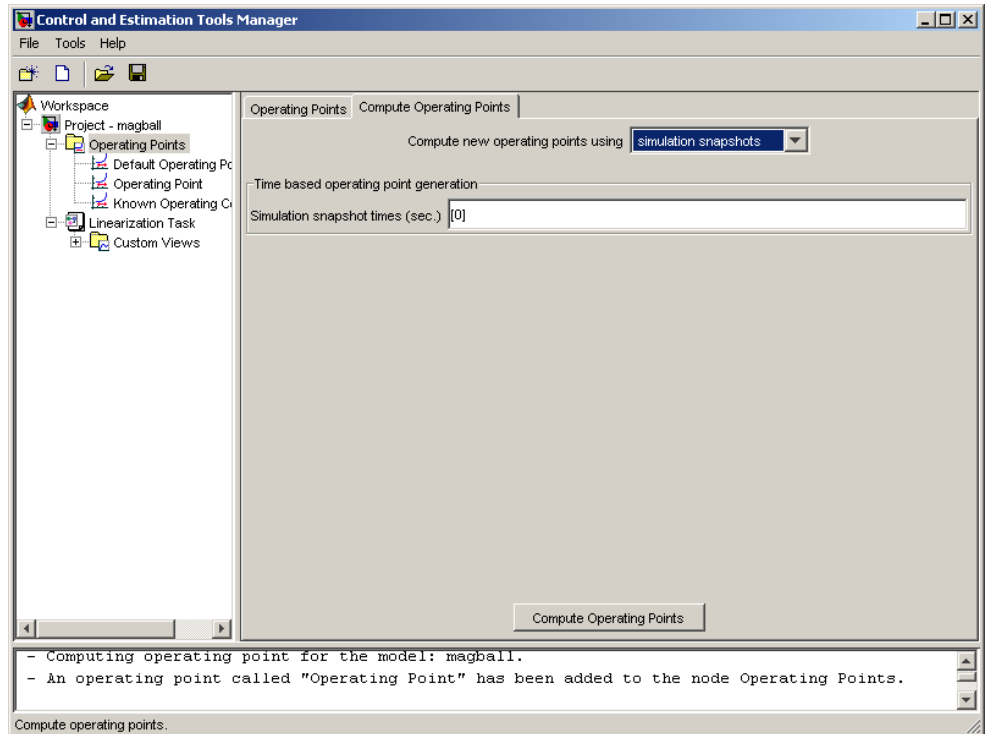 Control and Estimation Tools Manager
File Tools Help
Workspace
Project - magball
Operating Points
Default Operating Po
Operating Point
Known Operating C
Linearization Task
Custom Views
Operating Points
Compute Operating Points
Compute new operating points using
simulation snapshots
Time based operating point generation
Simulation snapshot times (sec.)
[0]
Compute Operating Points
- Computing operating point for the model: magball.
- An operating point called "Operating Point" has been added to the node Operating Points.
Compute operating points.